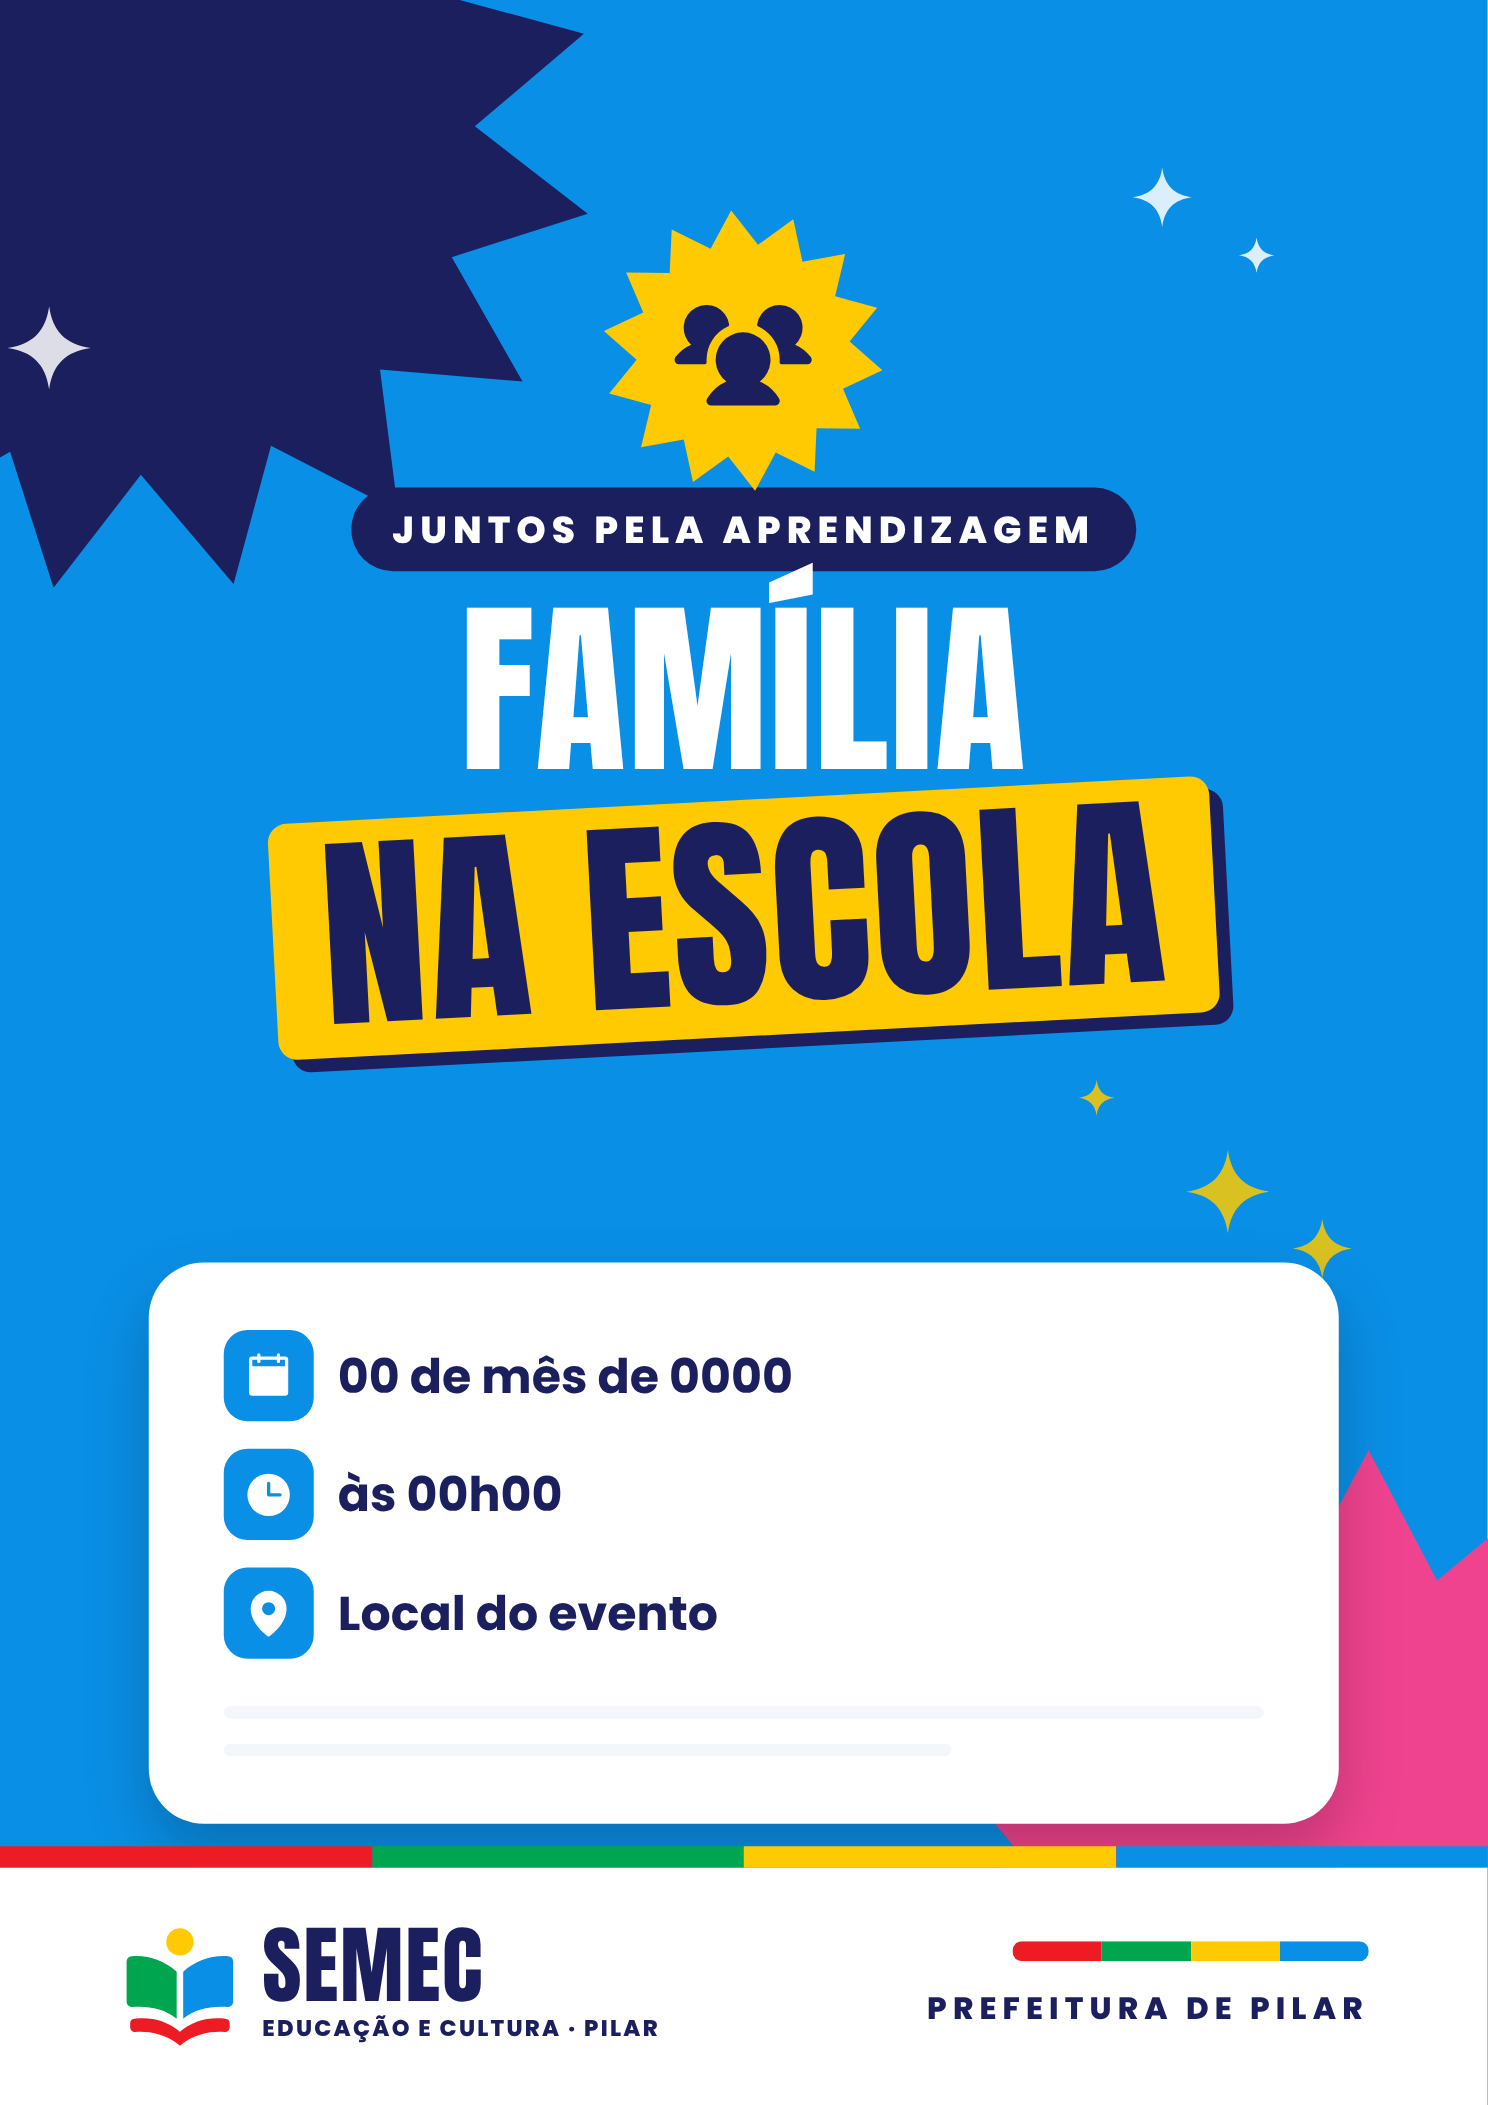 JUNTOS PELA APRENDIZAGEM
FAMÍLIA
NA ESCOLA
00 de mês de 0000
às 00h00
Local do evento
SEMEC
EDUCAÇÃO E CULTURA · PILAR
PREFEITURA DE PILAR